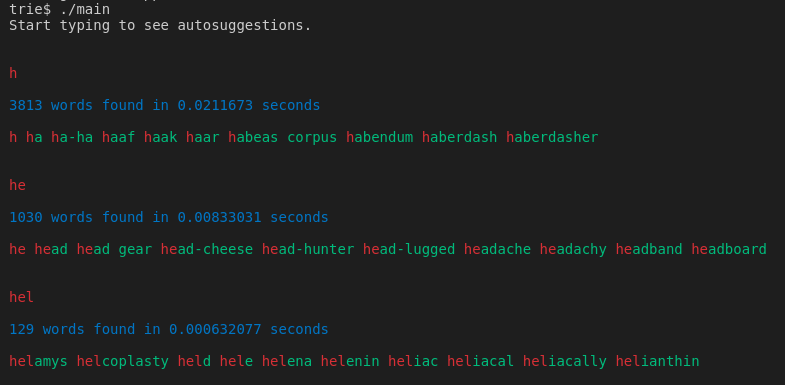 trie$ ./main
Start typing to see autosuggestions.
h
3813 words found in 0.0211673 seconds
h ha ha-ha haaf haak haar habeas corpus habendum haberdash haberdasher
he
1030 words found in 0.00833031 seconds
he head head gear head-cheese head-hunter head-lugged headache headachy headband headboard
hel
129 words found in 0.000632077 seconds
helamys helcoplasty held hele helena helenin heliac heliacal heliacally helianthin